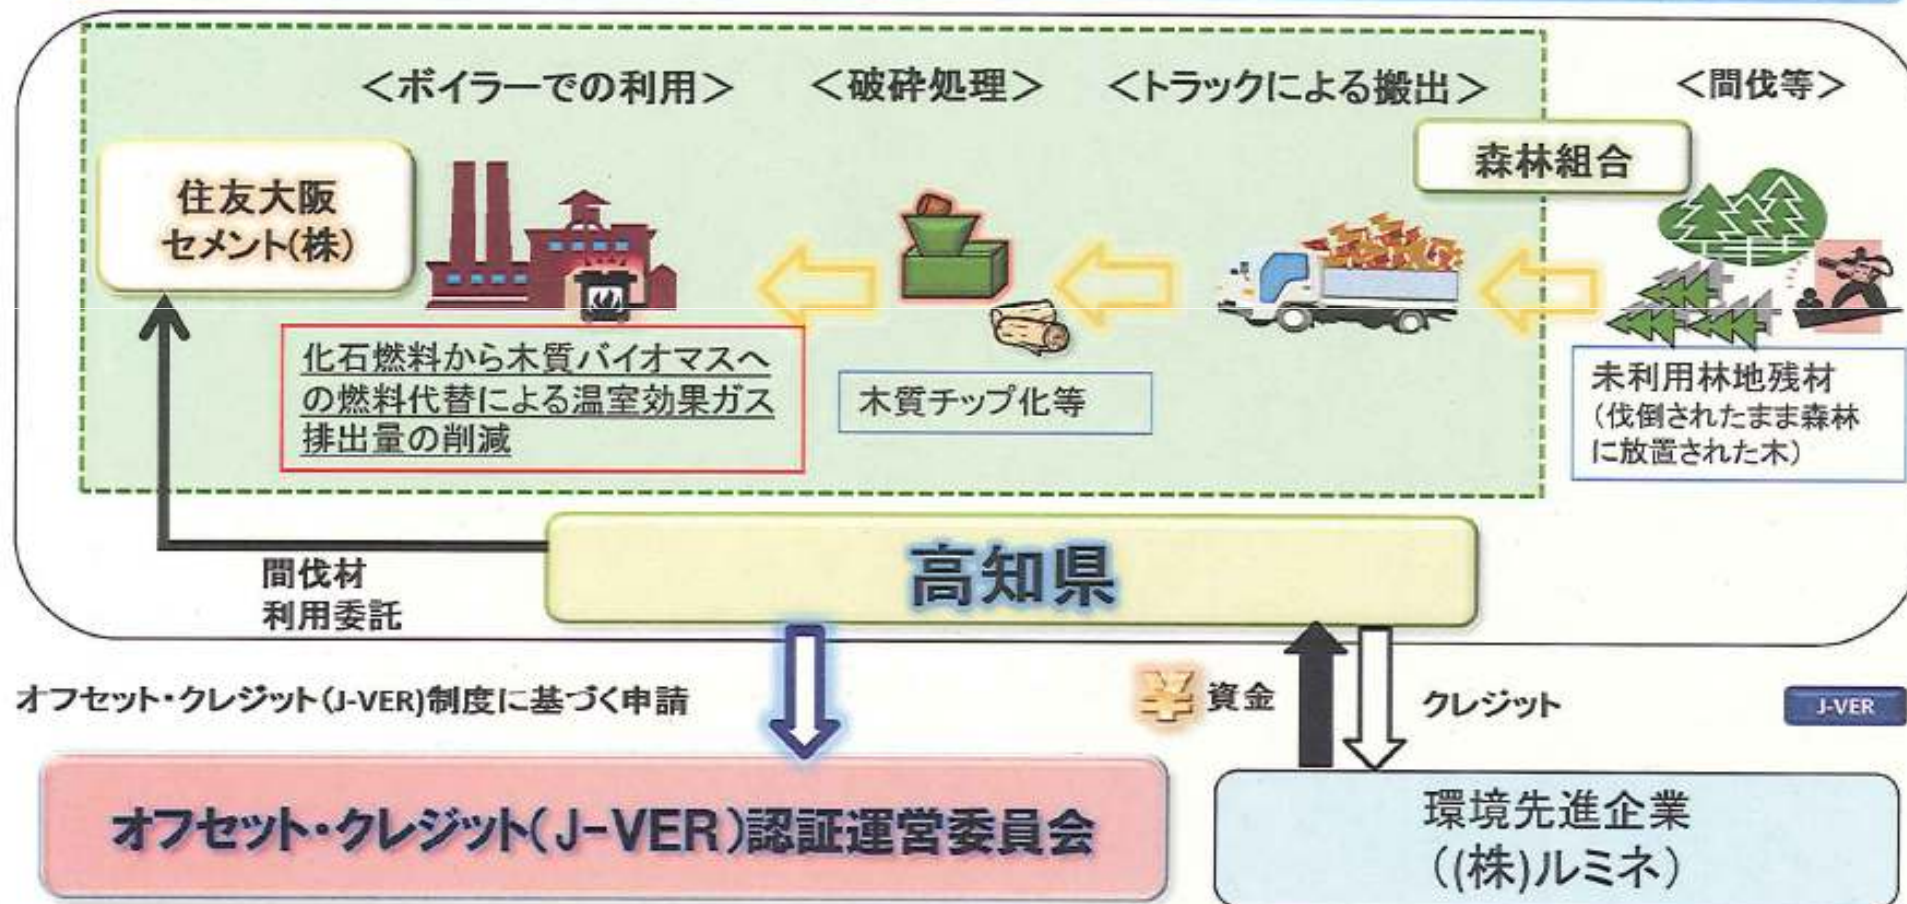 <ボイラーでの利用>
<破砕処理>
<トラックによる搬出>
<間伐等>
森林組合
住友大阪
セメント(株)
化石燃料から木質バイオマスへ
の燃料代替による温室効果ガス
排出量の削減
木質チップ化等
未利用林地残材
(伐倒されたまま森林
に放置された木)
高知県
間伐材
利用委託
オフセット・クレジット(J-VER)制度に基づく申請
¥
資金
クレジット
J-VER
オフセット・クレジット(J-VER)認証運営委員会
環境先進企業
((株)ルミネ)